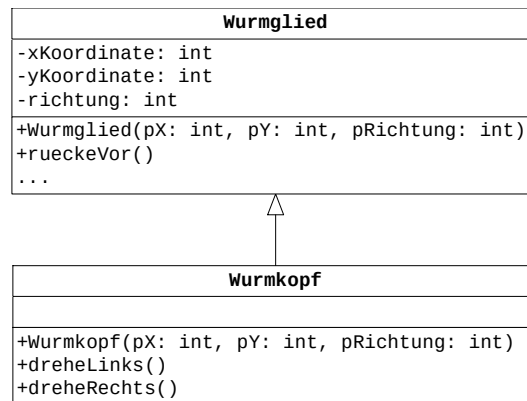 Wurmglied
-xKoordinate: int
-yKoordinate: int
-richtung: int
+Wurmglied(pX: int, pY: int, pRichtung: int)
+rueckeVor()
...
Wurmkopf
+Wurmkopf(pX: int, pY: int, pRichtung: int)
+dreheLinks()
+dreheRechts()